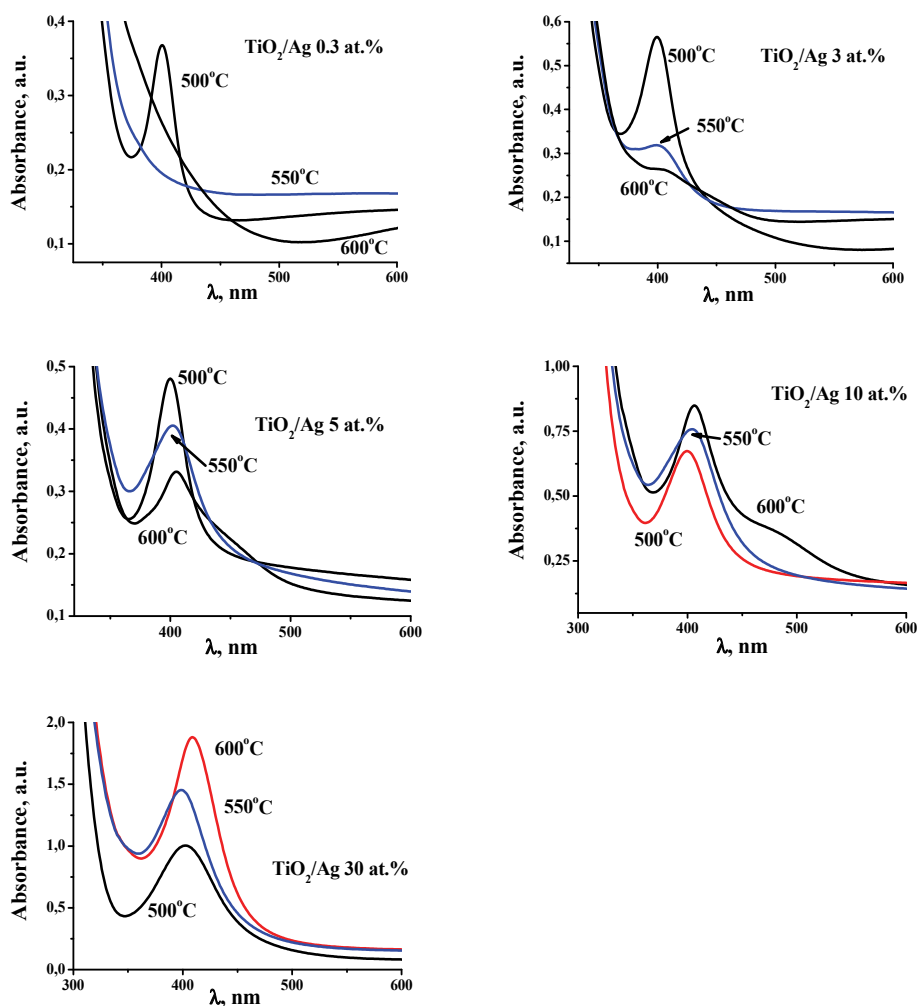 TiO2/Ag 0.3 at.%
Absorbance, a.u.
0,4
0,3
0,2
0,1
500°C
550°C
600°C
400
500
600
λ, nm
TiO2/Ag 3 at.%
Absorbance, a.u.
0,6
0,5
0,4
0,3
0,2
0,1
500°C
550°C
600°C
400
500
600
λ, nm
TiO2/Ag 5 at.%
Absorbance, a.u.
0,5
0,4
0,3
0,2
0,1
500°C
550°C
600°C
400
500
600
λ, nm
TiO2/Ag 10 at.%
Absorbance, a.u.
1,00
0,75
0,50
0,25
550°C
600°C
500°C
300
400
500
600
λ, nm
TiO2/Ag 30 at.%
Absorbance, a.u.
2,0
1,5
1,0
0,5
0,0
600°C
550°C
500°C
300
400
500
600
λ, nm